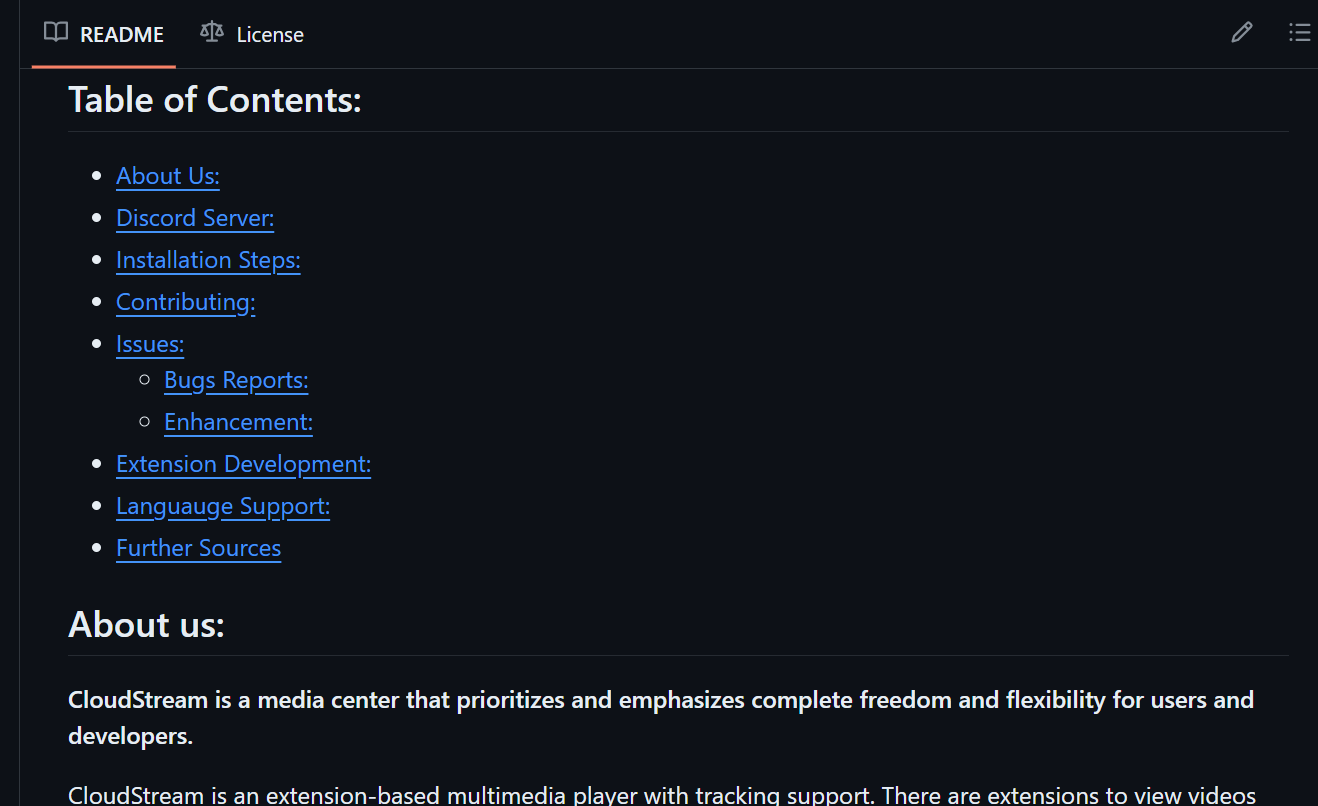 README
License
Table of Contents:
About Us:
Discord Server:
Installation Steps:
Contributing:
Issues:
Bugs Reports:
Enhancement:
Extension Development:
Languauge Support:
Further Sources
About us:
CloudStream is a media center that prioritizes and emphasizes complete freedom and flexibility for users and
developers.
CloudStream is an extension-based multimedia player with tracking support. There are extensions to view videos